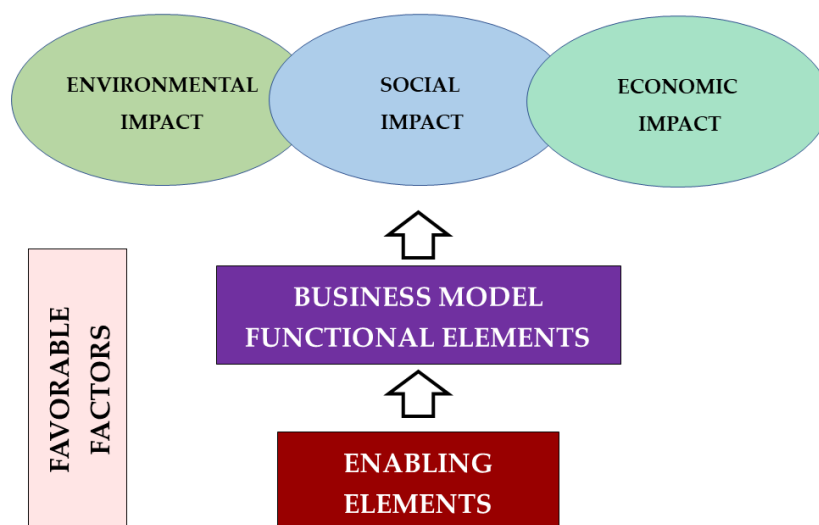 ENVIRONMENTAL
IMPACT
SOCIAL
IMPACT
ECONOMIC
IMPACT
FAVORABLE
FACTORS
BUSINESS MODEL
FUNCTIONAL ELEMENTS
ENABLING
ELEMENTS